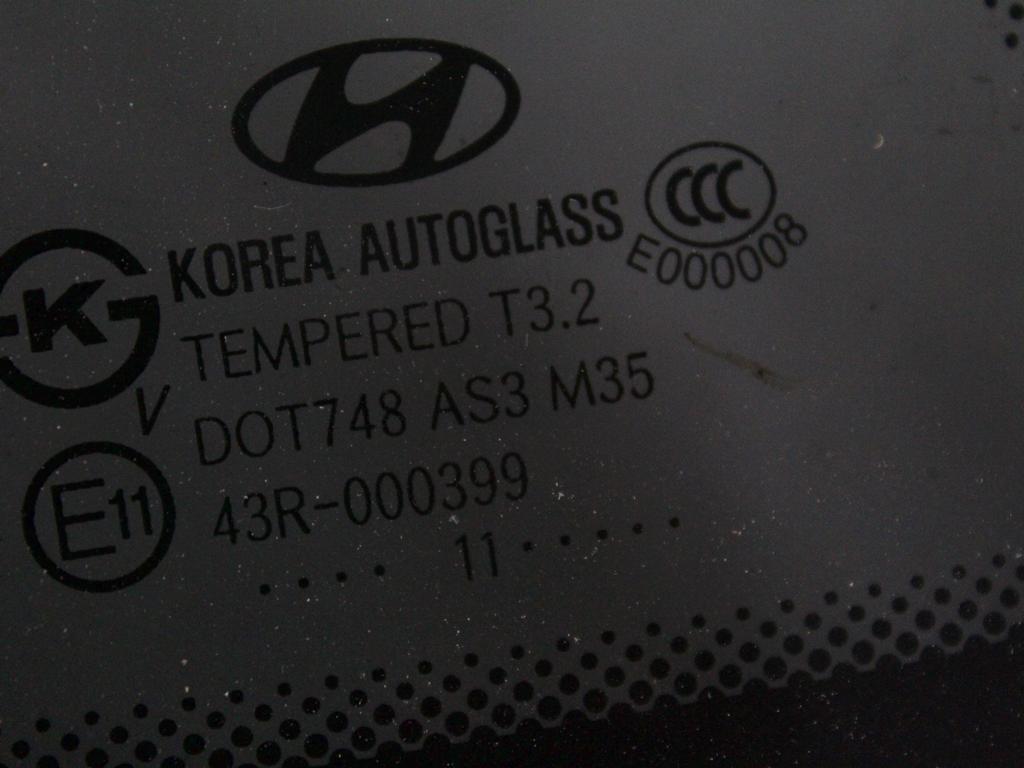 CCC
KOREA AUTOGLASS
E000008
K
TEMPERED T3.2
V
DOT748 AS3 M35
E11
43R-000399
.... 11.....